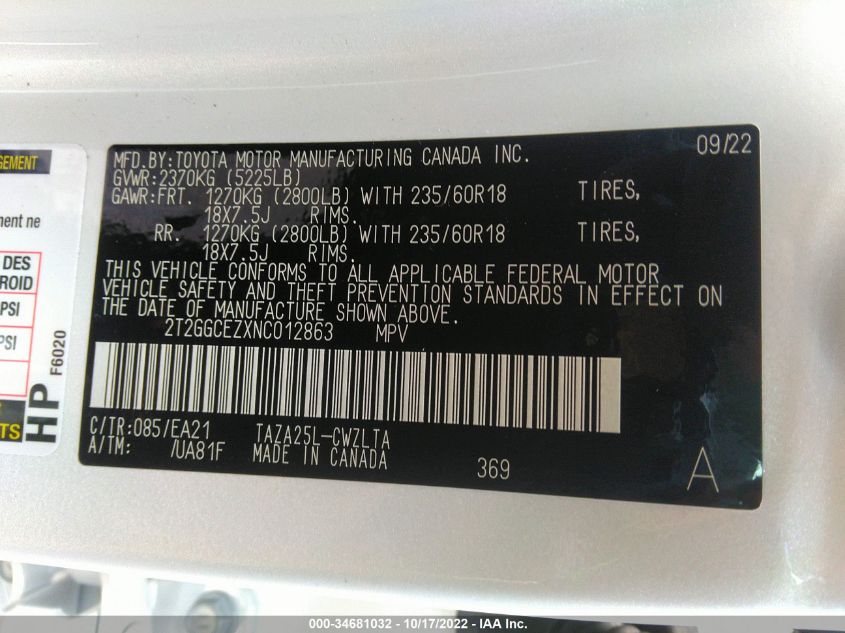 MFD.BY:TOYOTA MOTOR MANUFACTURING CANADA INC. 09/22
GVWR:2370KG (5225LB)
GAWR:FRT. 1270KG (2800LB) WITH 235/60R18 TIRES,
18X7.5J RIMS.
RR. 1270KG (2800LB) WITH 235/60R18 TIRES,
18X7.5J RIMS.
THIS VEHICLE CONFORMS TO ALL APPLICABLE FEDERAL MOTOR
VEHICLE SAFETY AND THEFT PREVENTION STANDARDS IN EFFECT ON
THE DATE OF MANUFACTURE SHOWN ABOVE.
2T2GGCEZXNC012863 MPV
C/TR:085/EA21 TAZA25L-CWZLTA
A/TM: /UA81F MADE IN CANADA 369 A
GEMENT
ment ne
DES
ROID
PSI
PSI
TS
HP
F6020
000-34681032 - 10/17/2022 - IAA Inc.